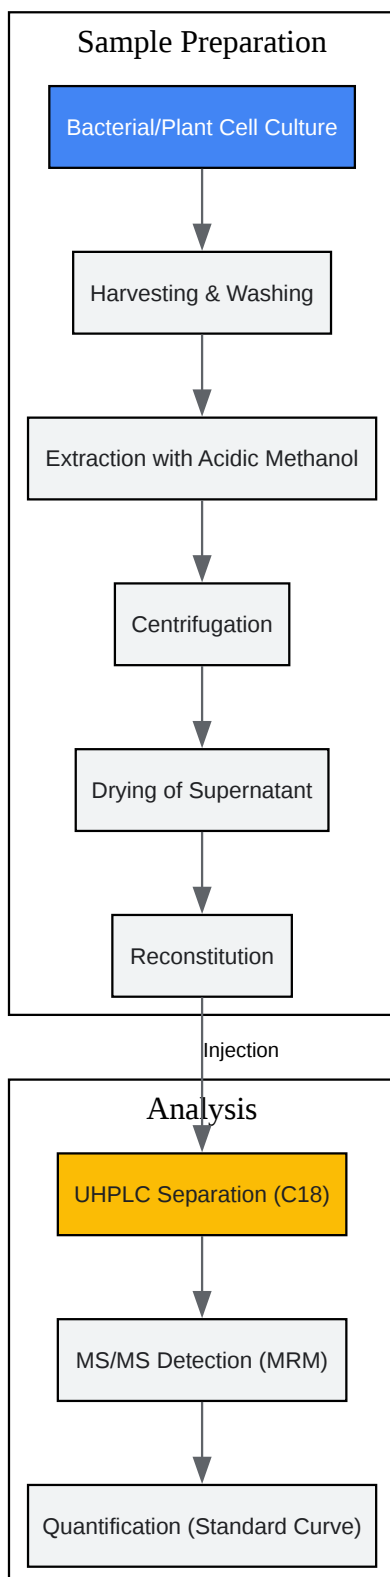 Sample Preparation
Bacterial/Plant Cell Culture
Harvesting & Washing
Extraction with Acidic Methanol
Centrifugation
Drying of Supernatant
Reconstitution
Injection
Analysis
UHPLC Separation (C18)
MS/MS Detection (MRM)
Quantification (Standard Curve)